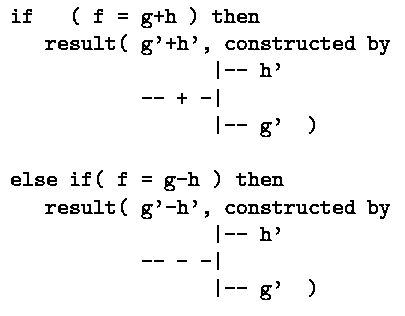 if   ( f = g+h ) then
   result( g’+h’, constructed by
                  |-- h’
           -- + -|
                  |-- g’  )
else if( f = g-h ) then
   result( g’-h’, constructed by
                  |-- h’
           -- - -|
                  |-- g’  )